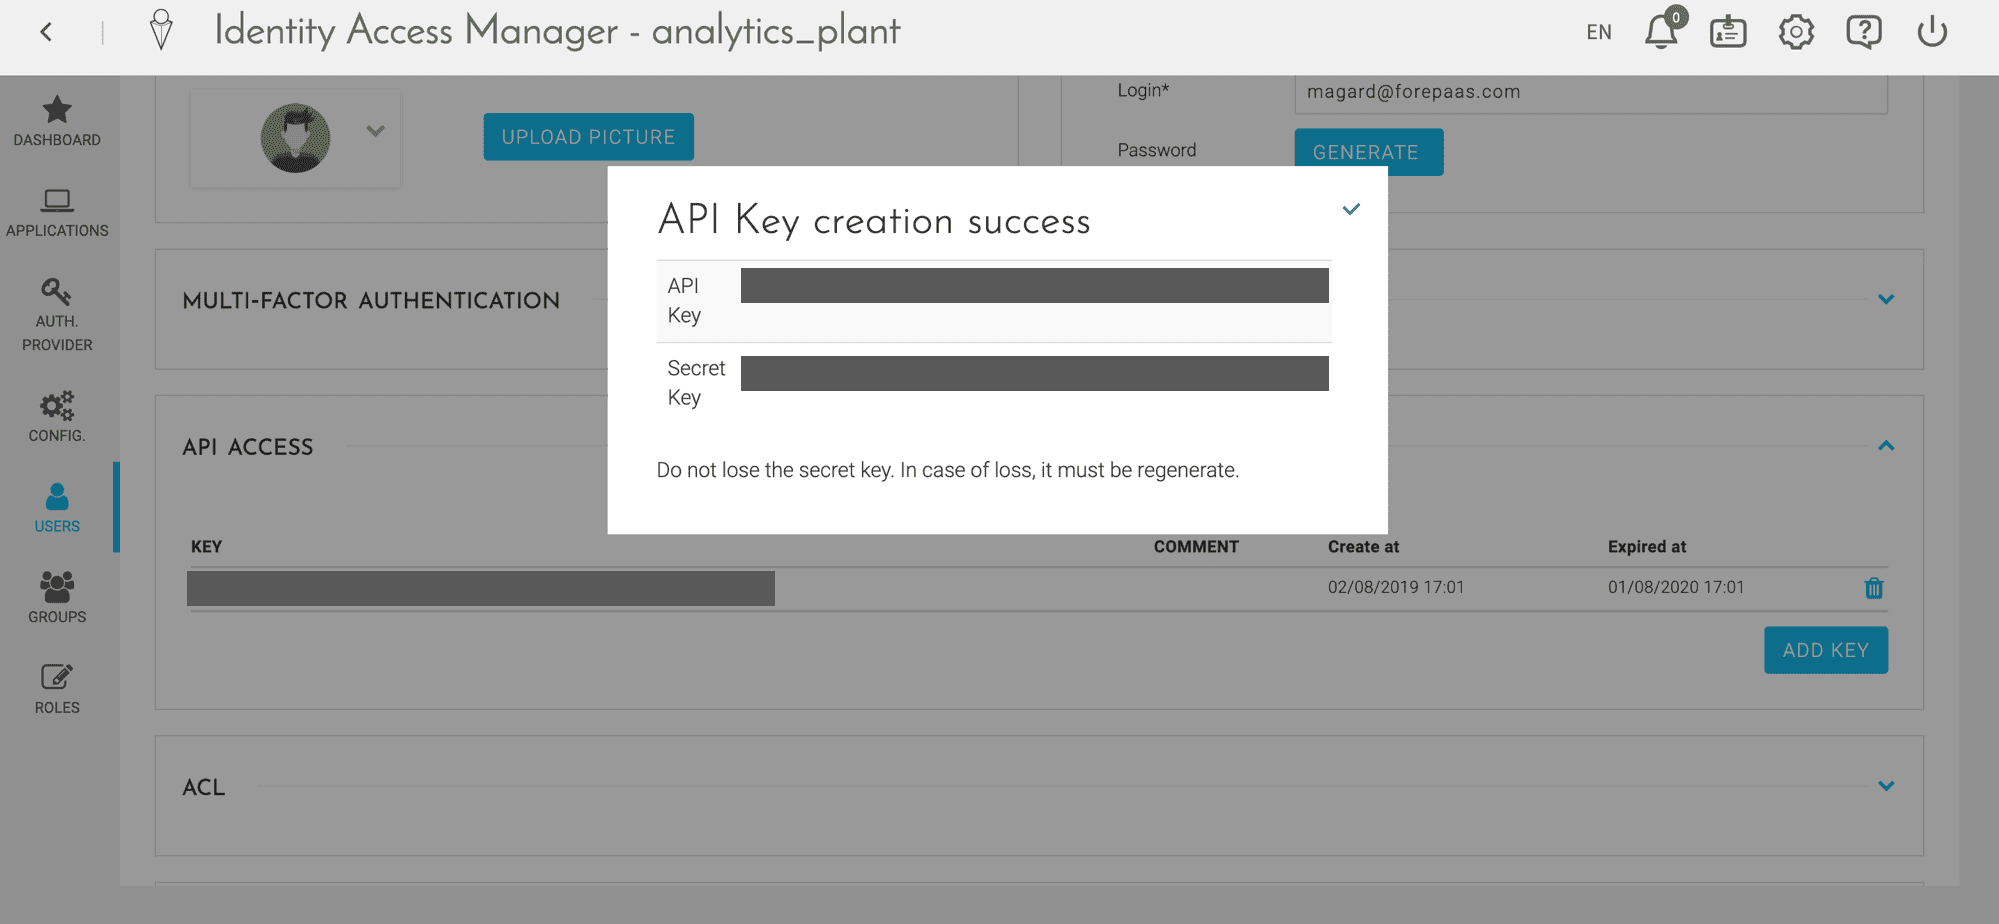 Identity Access Manager - analytics_plant
EN
0
DASHBOARD
APPLICATIONS
AUTH.
PROVIDER
CONFIG.
USERS
GROUPS
ROLES
UPLOAD PICTURE
Login*
magard@forepaas.com
Password
GENERATE
MULTI-FACTOR AUTHENTICATION
API Key creation success
API
Key
Secret
Key
Do not lose the secret key. In case of loss, it must be regenerate.
API ACCESS
KEY COMMENT Create at Expired at
02/08/2019 17:01 01/08/2020 17:01
ADD KEY
ACL